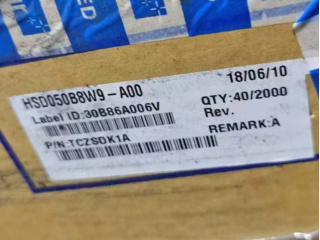 HSD050B8W9-A00
18/06/10
Label ID:30B86A006V
QTY:40/2000
Rev.
P/N:TCZSDK1A
REMARK:A